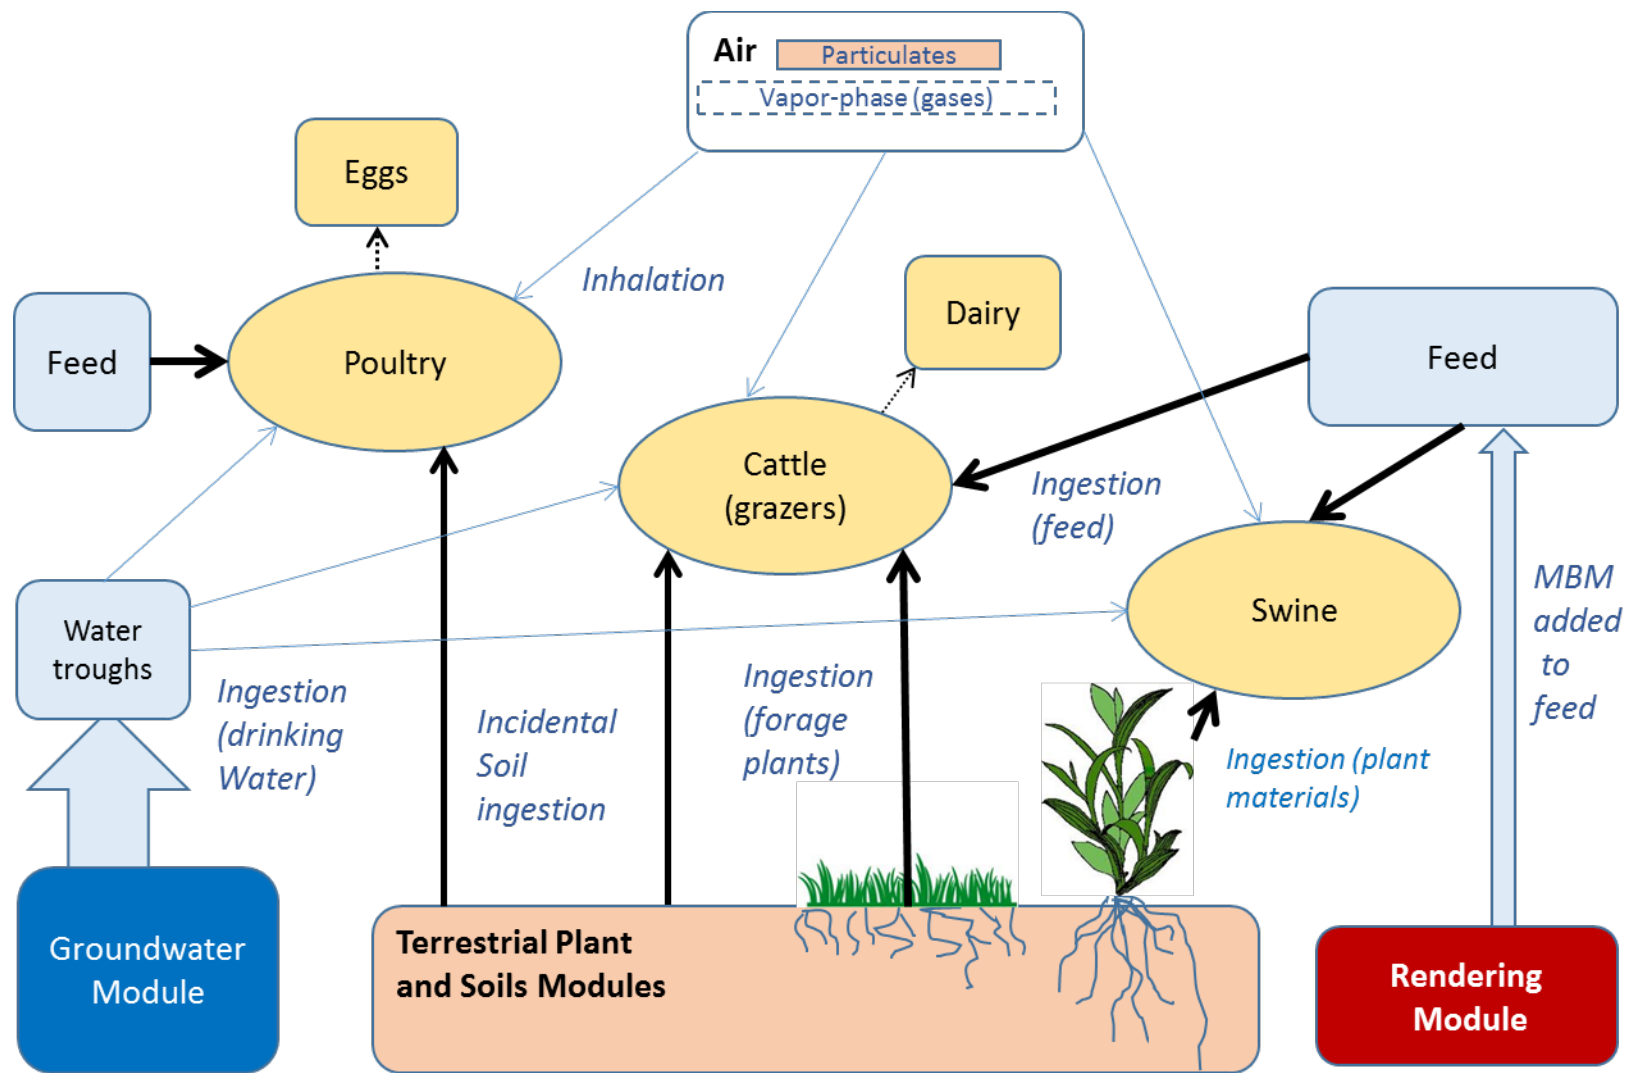 Air
Particulates
Vapor-phase (gases)
Eggs
Inhalation
Dairy
Feed
Poultry
Feed
Cattle
(grazers)
Ingestion
(feed)
Swine
MBM
added
to
feed
Water
troughs
Ingestion
(drinking
Water)
Incidental
Soil
ingestion
Ingestion
(forage
plants)
Ingestion (plant
materials)
Groundwater
Module
Terrestrial Plant
and Soils Modules
Rendering
Module